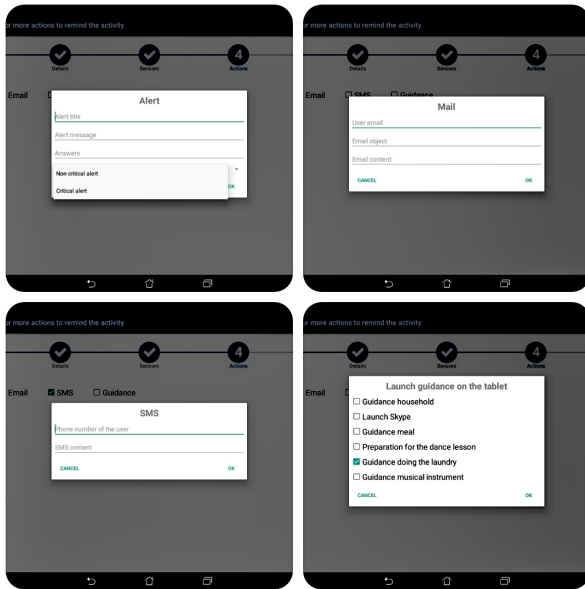 or more actions to remind the activity
4
Details Sensors Actions
Email
Alert
Alert title
Alert message
Answers
Non critical alert
Critical alert
OK
or more actions to remind the activity
4
Details Sensors Actions
Email SMS Guidance
Mail
User email
Email object
Email content
CANCEL OK
or more actions to remind the activity
4
Details Sensors Actions
Email SMS Guidance
SMS
Phone number of the user
SMS content
CANCEL OK
or more actions to remind the activity
4
Details Sensors Actions
Email
Launch guidance on the tablet
Guidance household
Launch Skype
Guidance meal
Preparation for the dance lesson
Guidance doing the laundry
Guidance musical instrument
CANCEL OK